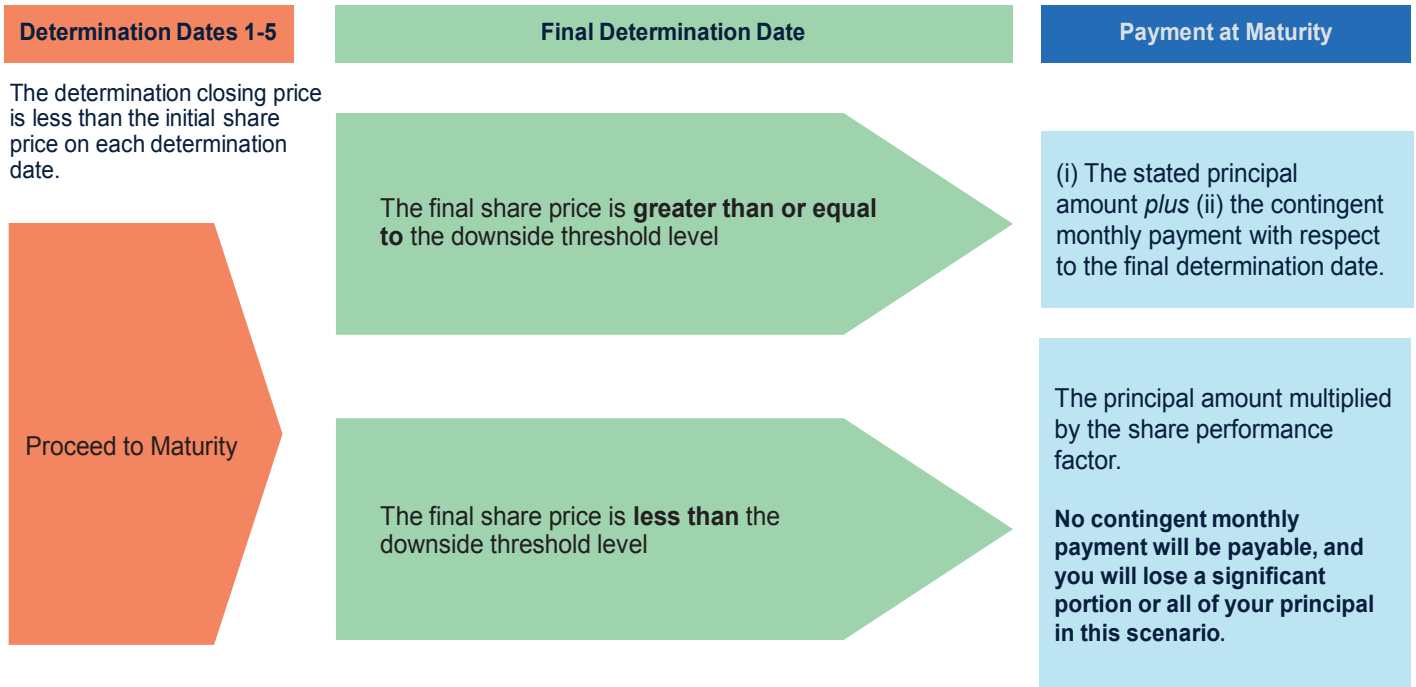 Determination Dates 1-5
Final Determination Date
Payment at Maturity
The determination closing price
is less than the initial share
price on each determination
date.
Proceed to Maturity
The final share price is greater than or equal
to the downside threshold level
(i) The stated principal
amount plus (ii) the contingent
monthly payment with respect
to the final determination date.
The final share price is less than the
downside threshold level
The principal amount multiplied
by the share performance
factor.
No contingent monthly
payment will be payable, and
you will lose a significant
portion or all of your principal
in this scenario.